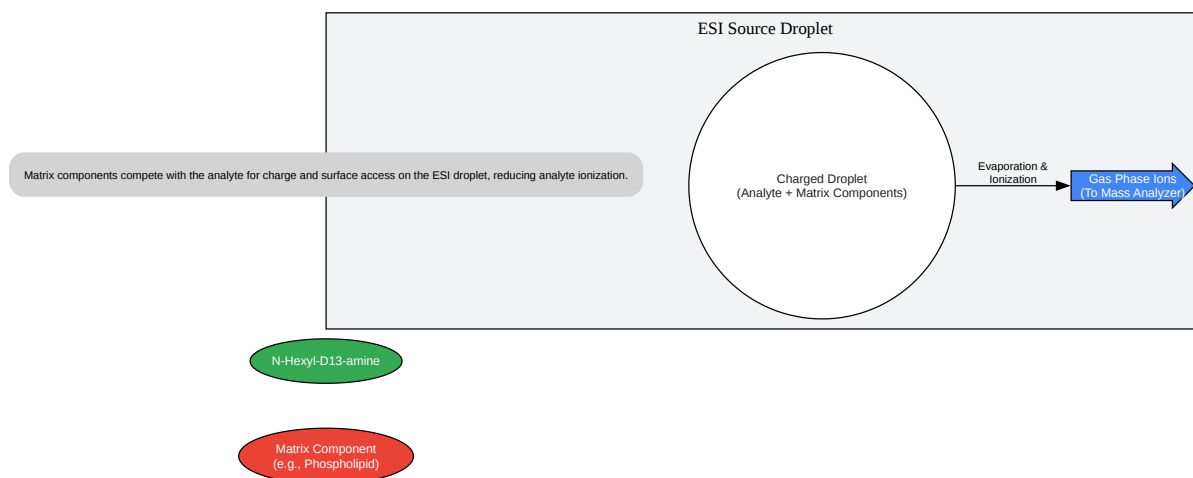 ESI Source Droplet
Matrix components compete with the analyte for charge and surface access on the ESI droplet, reducing analyte ionization.
Charged Droplet
(Analyte + Matrix Components)
Evaporation &
Ionization
Gas Phase Ions
(To Mass Analyzer)
N-Hexyl-D13-amine
Matrix Component
(e.g., Phospholipid)